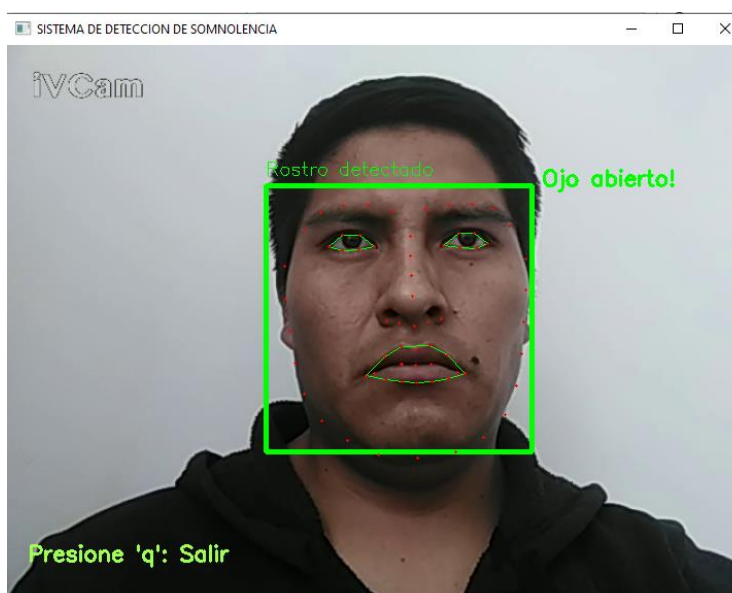 SISTEMA DE DETECCION DE SOMNOLENCIA
iVCam
Rostro detectado
Ojo abierto!
Presione 'q': Salir